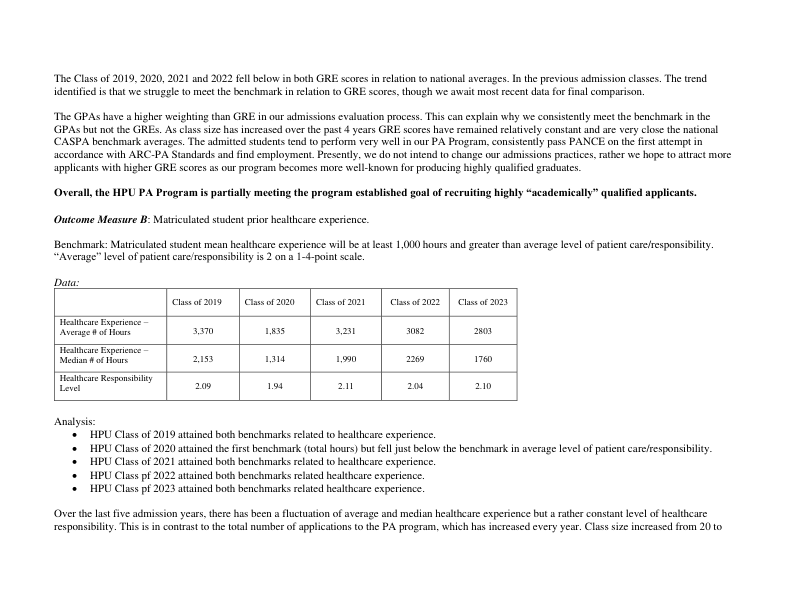 The Class of 2019, 2020, 2021 and 2022 fell below in both GRE scores in relation to national averages. In the previous admission classes. The trend
identified is that we struggle to meet the benchmark in relation to GRE scores, though we await most recent data for final comparison.
The GPAs have a higher weighting than GRE in our admissions evaluation process. This can explain why we consistently meet the benchmark in the
GPAs but not the GREs. As class size has increased over the past 4 years GRE scores have remained relatively constant and are very close the national
CASPA benchmark averages. The admitted students tend to perform very well in our PA Program, consistently pass PANCE on the first attempt in
accordance with ARC-PA Standards and find employment. Presently, we do not intend to change our admissions practices, rather we hope to attract more
applicants with higher GRE scores as our program becomes more well-known for producing highly qualified graduates.
Overall, the HPU PA Program is partially meeting the program established goal of recruiting highly “academically” qualified applicants.
Outcome Measure B: Matriculated student prior healthcare experience.
Benchmark: Matriculated student mean healthcare experience will be at least 1,000 hours and greater than average level of patient care/responsibility.
“Average” level of patient care/responsibility is 2 on a 1-4-point scale.
Data:
Class of 2019 Class of 2020 Class of 2021 Class of 2022 Class of 2023
Healthcare Experience –
Average # of Hours 3,370 1,835 3,231 3082 2803
Healthcare Experience –
Median # of Hours 2,153 1,314 1,990 2269 1760
Healthcare Responsibility
Level 2.09 1.94 2.11 2.04 2.10
Analysis:
• HPU Class of 2019 attained both benchmarks related to healthcare experience.
• HPU Class of 2020 attained the first benchmark (total hours) but fell just below the benchmark in average level of patient care/responsibility.
• HPU Class of 2021 attained both benchmarks related to healthcare experience.
• HPU Class pf 2022 attained both benchmarks related healthcare experience.
• HPU Class pf 2023 attained both benchmarks related healthcare experience.
Over the last five admission years, there has been a fluctuation of average and median healthcare experience but a rather constant level of healthcare
responsibility. This is in contrast to the total number of applications to the PA program, which has increased every year. Class size increased from 20 to